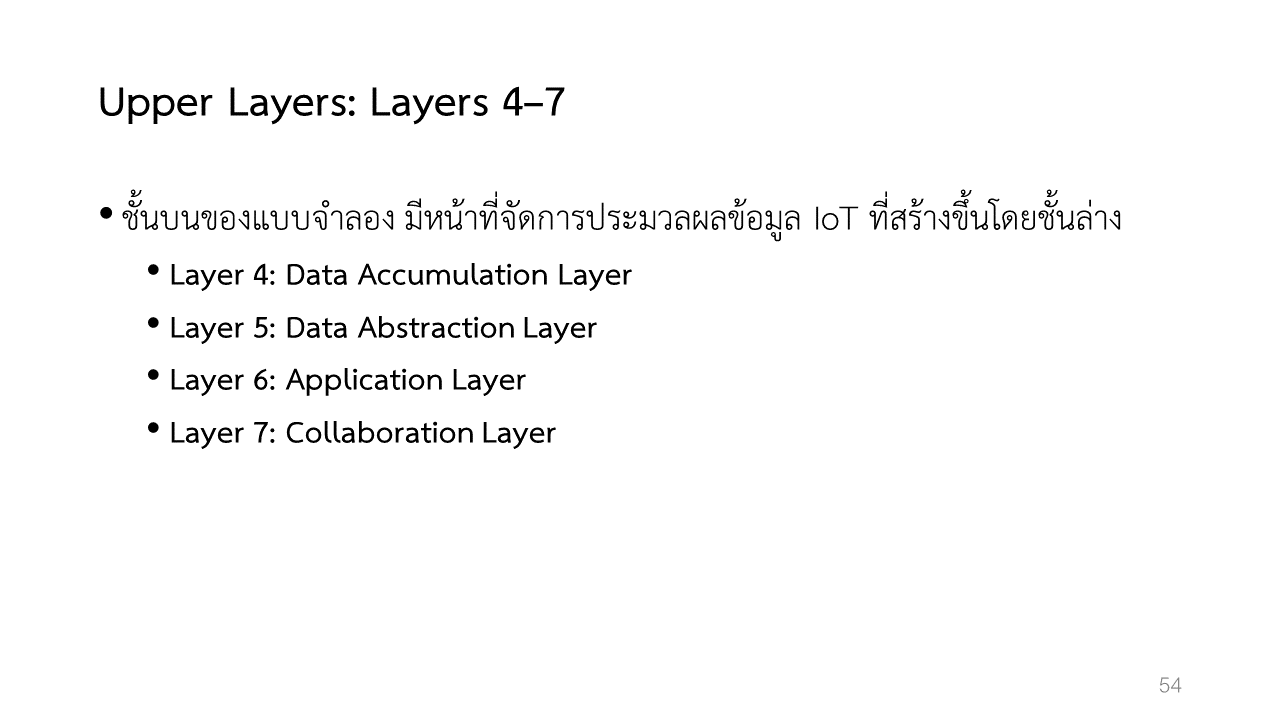 Upper Layers: Layers 4–7
• ชั้นบนของแบบจำลอง มีหน้าที่จัดการประมวลผลข้อมูล IoT ที่สร้างขึ้นโดยชั้นล่าง
• Layer 4: Data Accumulation Layer
• Layer 5: Data Abstraction Layer
• Layer 6: Application Layer
• Layer 7: Collaboration Layer
54